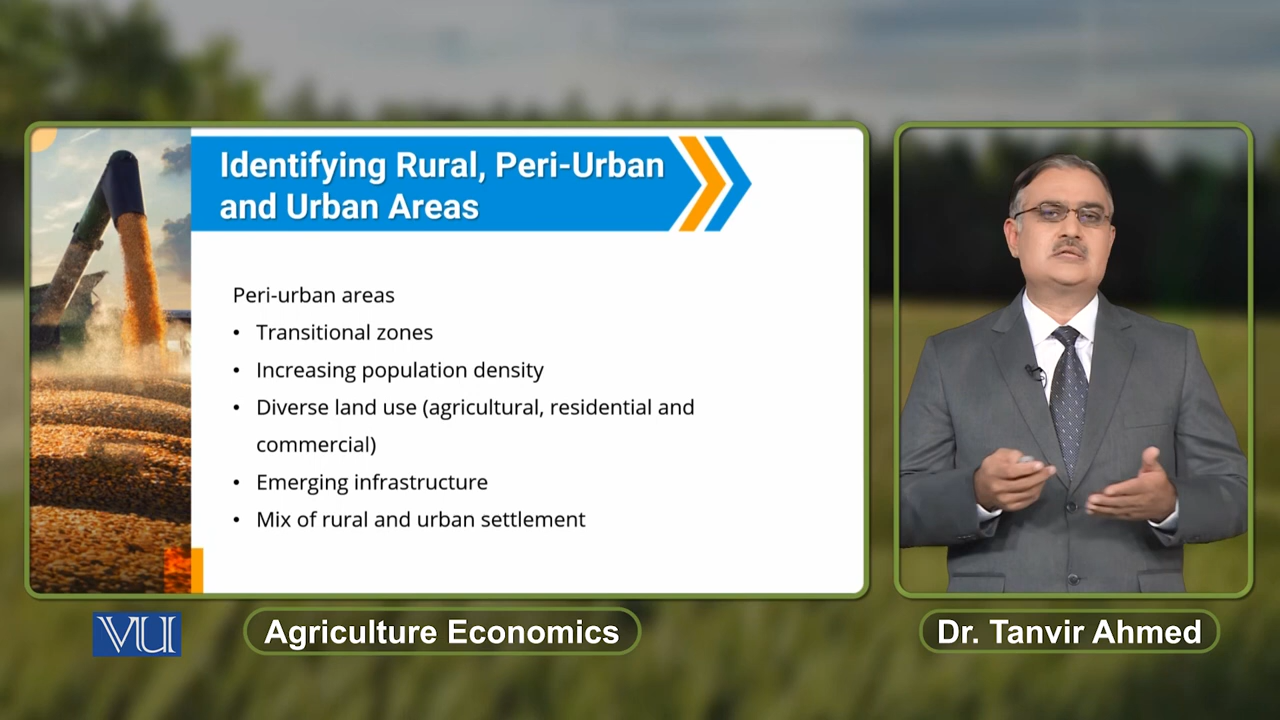 Identifying Rural, Peri-Urban
and Urban Areas
Peri-urban areas
• Transitional zones
• Increasing population density
• Diverse land use (agricultural, residential and
commercial)
• Emerging infrastructure
• Mix of rural and urban settlement
VU
Agriculture Economics
Dr. Tanvir Ahmed